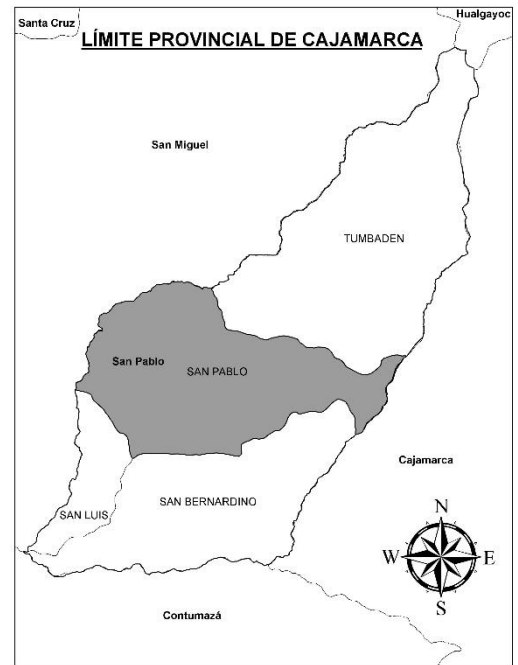 Santa Cruz
Hualgayoc
LÍMITE PROVINCIAL DE CAJAMARCA
San Miguel
TUMBADEN
San Pablo
SAN PABLO
Cajamarca
SAN BERNARDINO
SAN LUIS
N
W
E
S
Contumazá